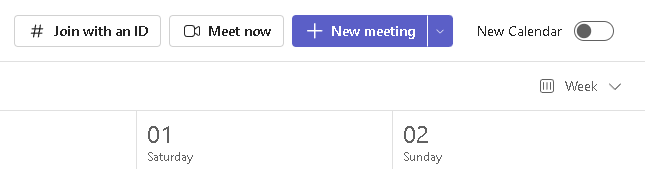 # Join with an ID Meet now + New meeting New Calendar
Week
01 02
Saturday Sunday